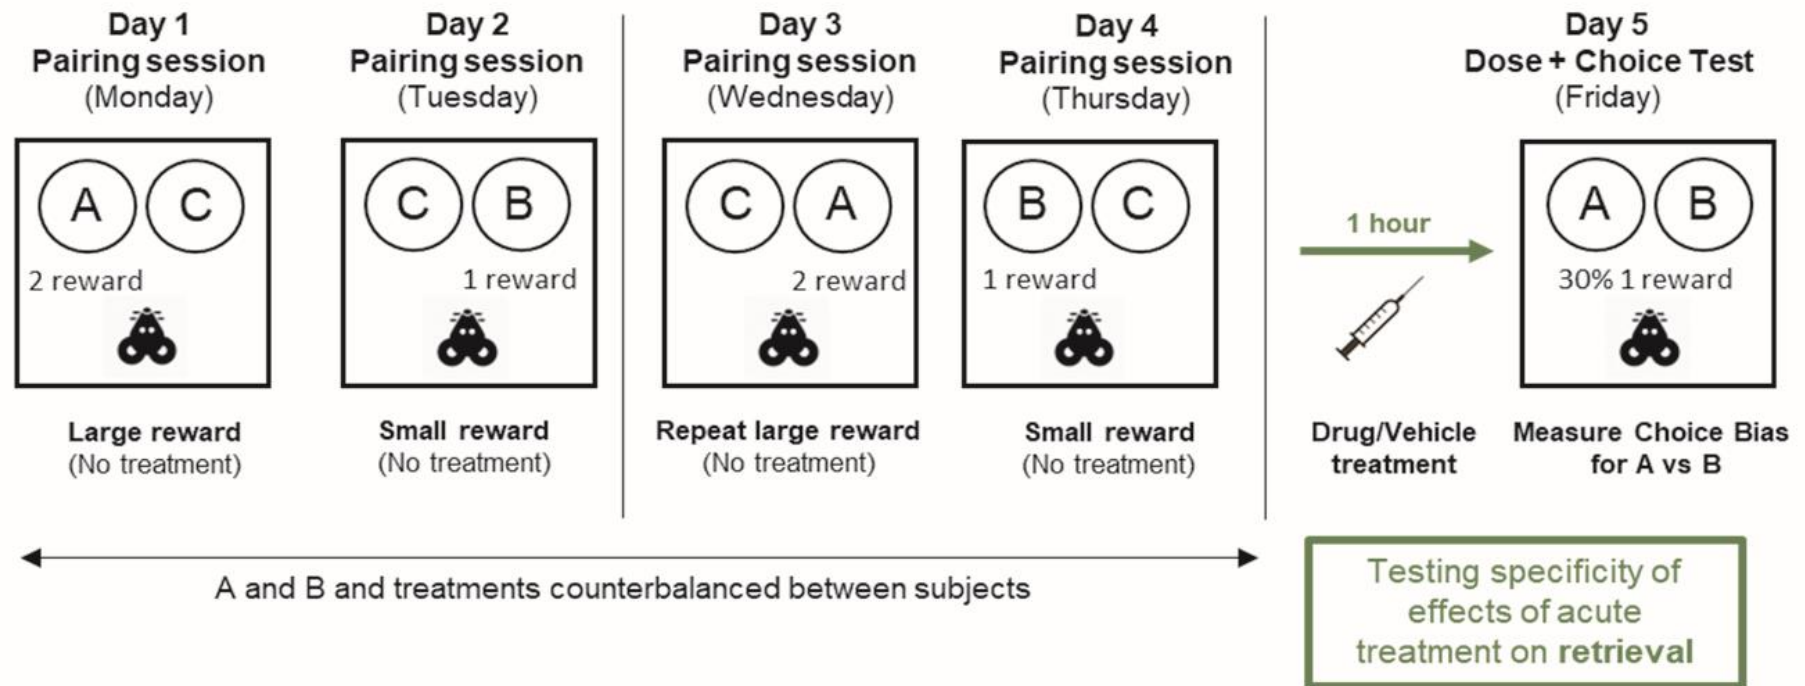 Day 1
Pairing session
(Monday)
A
C
2 reward
Large reward
(No treatment)
Day 2
Pairing session
(Tuesday)
C
B
1 reward
Small reward
(No treatment)
Day 3
Pairing session
(Wednesday)
C
A
2 reward
Repeat large reward
(No treatment)
Day 4
Pairing session
(Thursday)
B
C
1 reward
Small reward
(No treatment)
1 hour
Drug/Vehicle
treatment
Day 5
Dose + Choice Test
(Friday)
A
B
30% 1 reward
Measure Choice Bias
for A vs B
A and B and treatments counterbalanced between subjects
Testing specificity of
effects of acute
treatment on retrieval